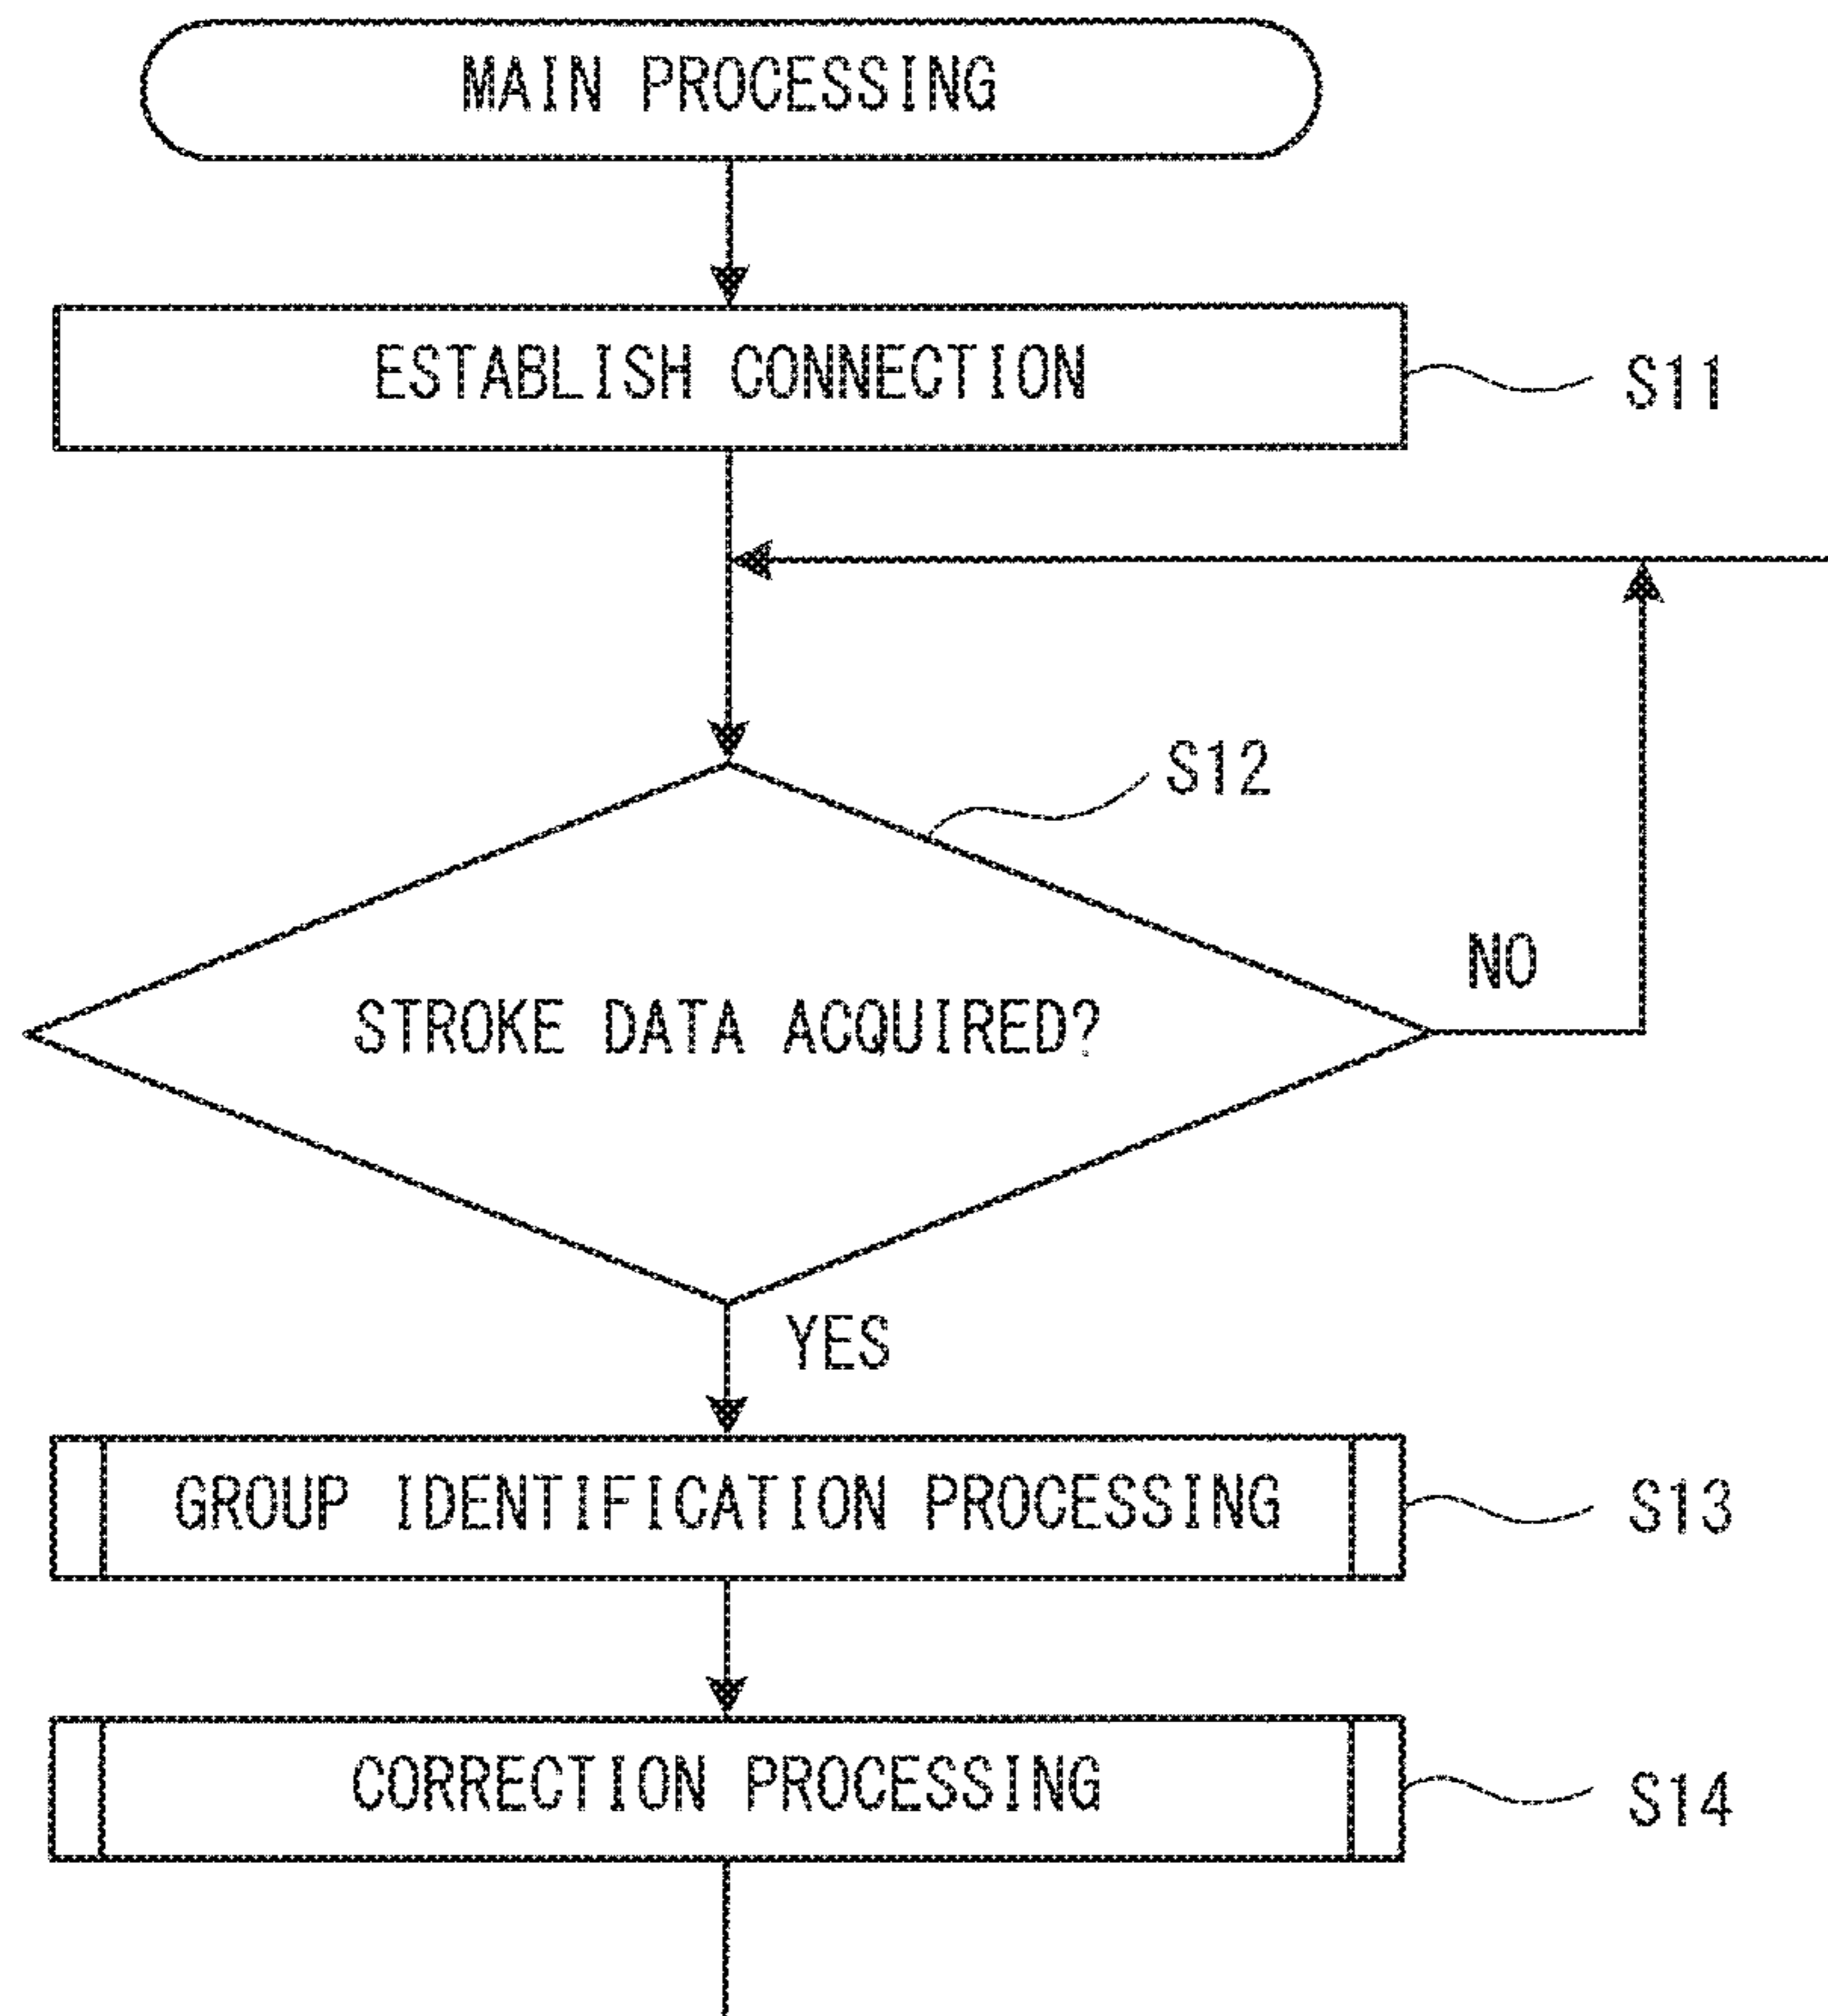 MAIN PROCESSING
ESTABLISH CONNECTION
S11
S12
STROKE DATA ACQUIRED?
NO
YES
GROUP IDENTIFICATION PROCESSING
S13
CORRECTION PROCESSING
S14